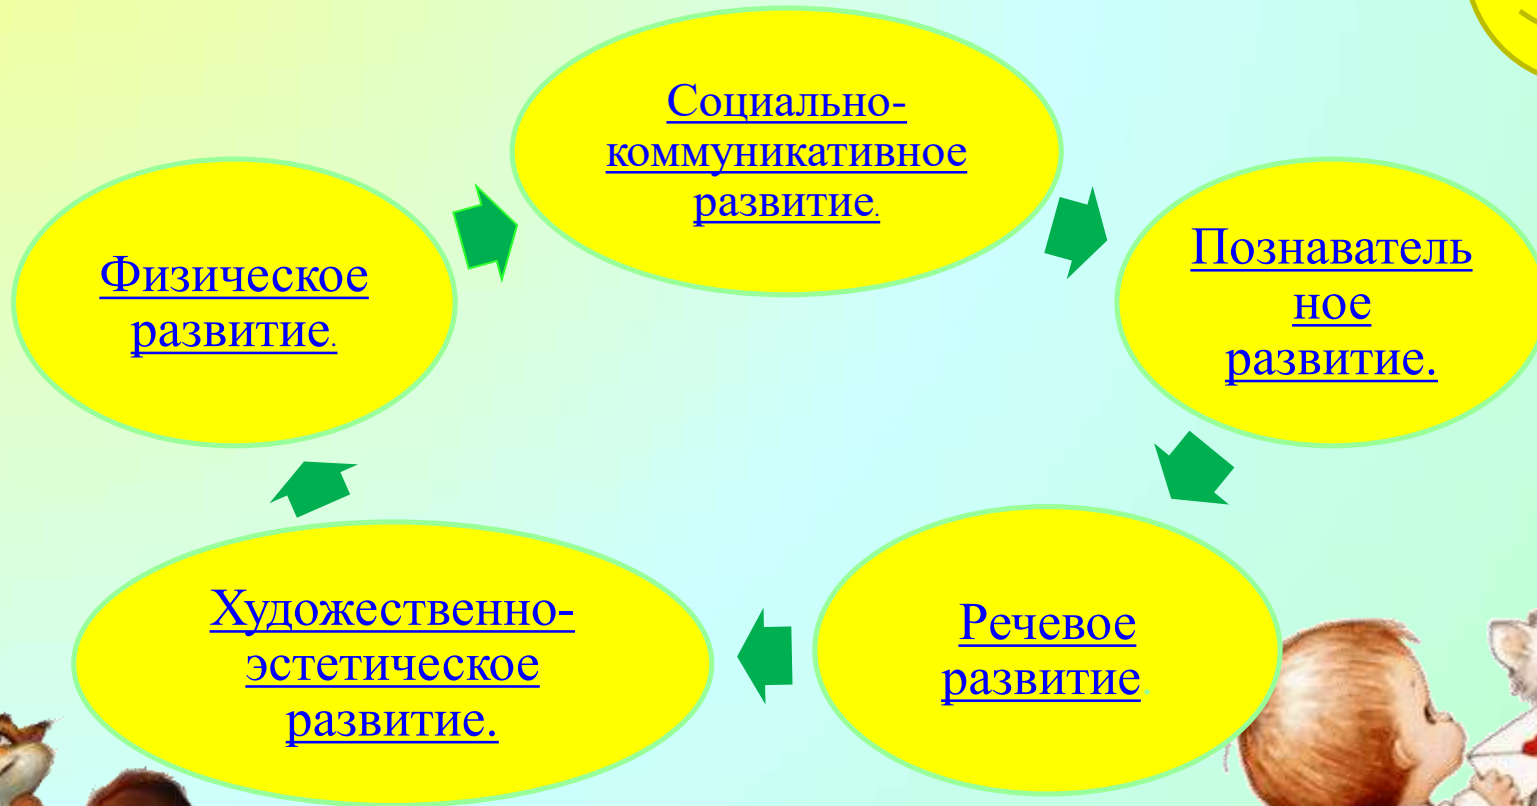 Социально-
коммуникативное
развитие.
Познаватель
ное
развитие.
Речевое
развитие.
Художественно-
эстетическое
развитие.
Физическое
развитие.